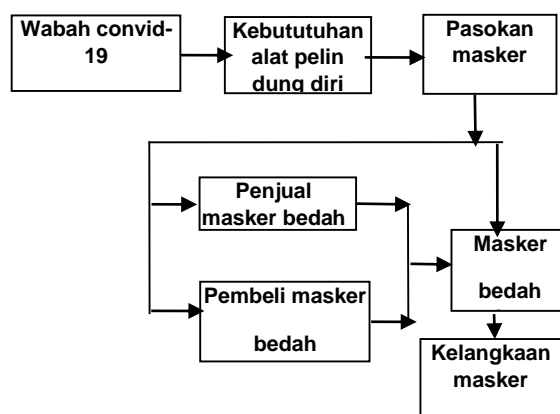 Wabah convid-
19
Kebututuhan
alat pelin
dung diri
Pasokan
masker
Penjual
masker bedah
Pembeli masker
bedah
Masker
bedah
Kelangkaan
masker